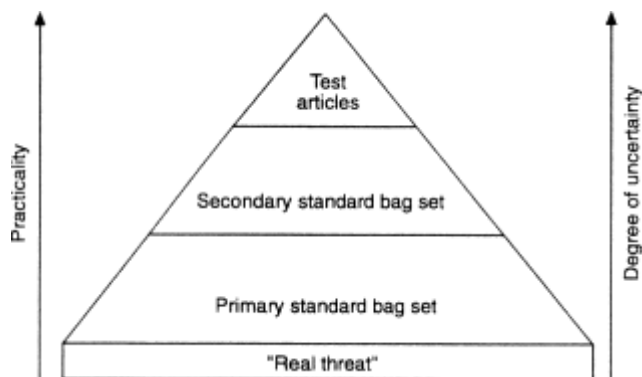 Practicality
Test
articles
Secondary standard bag set
Primary standard bag set
"Real threat"
Degree of uncertainty